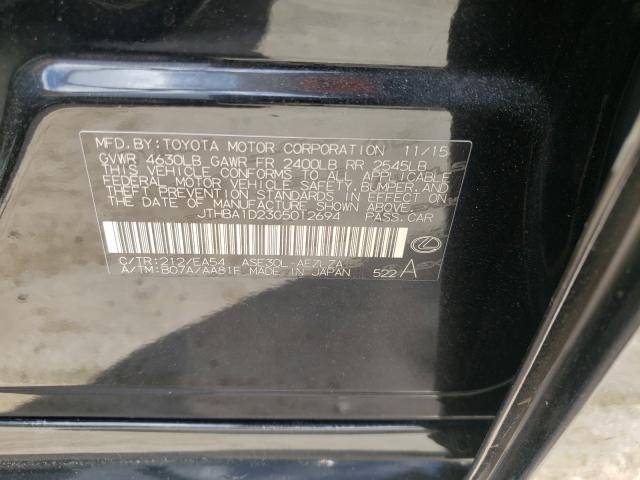 MFD. BY: TOYOTA MOTOR CORPORATION 11/15
GVWR 4630LB GAWR FR 2400LB RR 2545LB
THIS VEHICLE CONFORMS TO ALL APPLICABLE
FEDERAL MOTOR VEHICLE SAFETY, BUMPER, AND
THEFT PREVENTION STANDARDS IN EFFECT ON
THE DATE OF MANUFACTURE SHOWN ABOVE.
JTHBA1D2305012694 PASS. CAR
C/TR: 212/EA54 ASE30L-AEZLZA
A/TM: B07A/AA81E MADE IN JAPAN 522 A